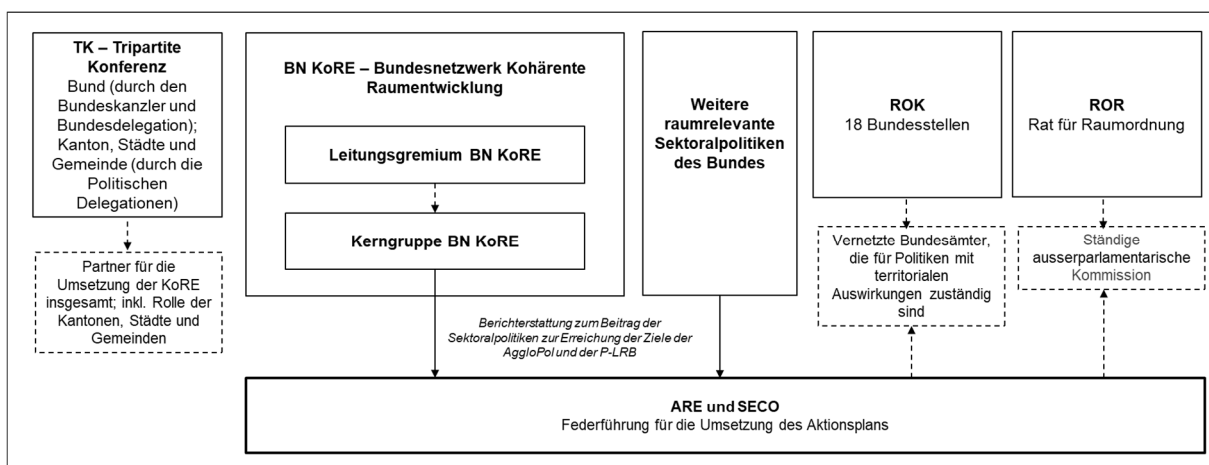 TK – Tripartite
Konferenz
Bund (durch den
Bundeskanzler und
Bundesdelegation);
Kanton, Städte und
Gemeinde (durch die
Politischen
Delegationen)
Partner für die
Umsetzung der KoRE
insgesamt; inkl. Rolle der
Kantonen, Städte und
Gemeinden
BN KoRE – Bundesnetzwerk Kohärente
Raumentwicklung
Leitungsgremium BN KoRE
Kerngruppe BN KoRE
Weitere
raumrelevante
Sektoralpolitiken
des Bundes
ROK
18 Bundesstellen
Vernetzte Bundesämter,
die für Politiken mit
territorialen
Auswirkungen zuständig
sind
ROR
Rat für Raumordnung
Ständige
ausserparlamentarische
Kommission
Berichterstattung zum Beitrag der
Sektoralpolitiken zur Erreichung der Ziele der
AggloPol und der P-LRB
ARE und SECO
Federführung für die Umsetzung des Aktionsplans